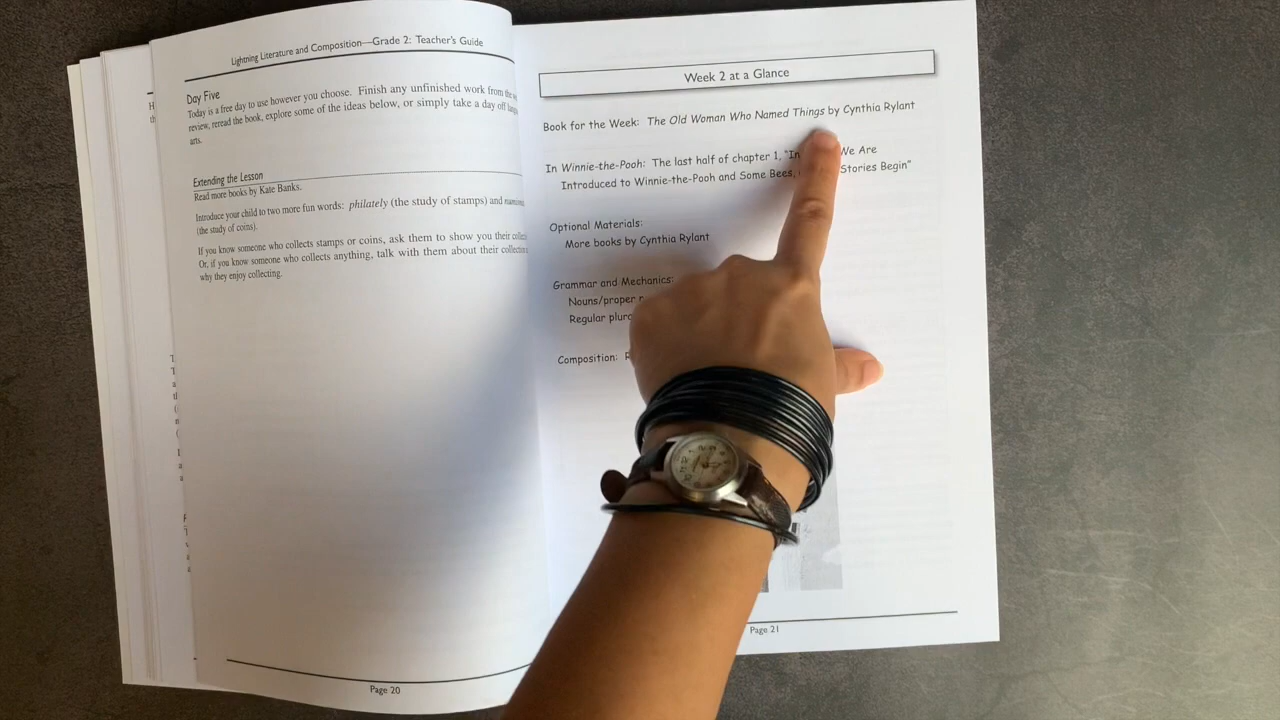 Lightning Literature and Composition—Grade 2: Teacher's Guide
Day Five
Today is a free day to use however you choose. Finish any unfinished work from the
review, reread the book, explore some of the ideas below, or simply take a day off
arts.
Extending the Lesson
Read more books by Kate Banks.
Introduce your child to two more fun words: philately (the study of stamps) and
(the study of coins).
If you know someone who collects stamps or coins, ask them to show you their
Or, if you know someone who collects anything, talk with them about their
why they enjoy collecting.
Page 20
Week 2 at a Glance
Book for the Week: The Old Woman Who Named Things by Cynthia Rylant
In Winnie-the-Pooh: The last half of chapter 1, "In We Are
Introduced to Winnie-the-Pooh and Some Bees, Stories Begin"
Optional Materials:
More books by Cynthia Rylant
Grammar and Mechanics:
Nouns/proper
Regular
Composition:
Page 21